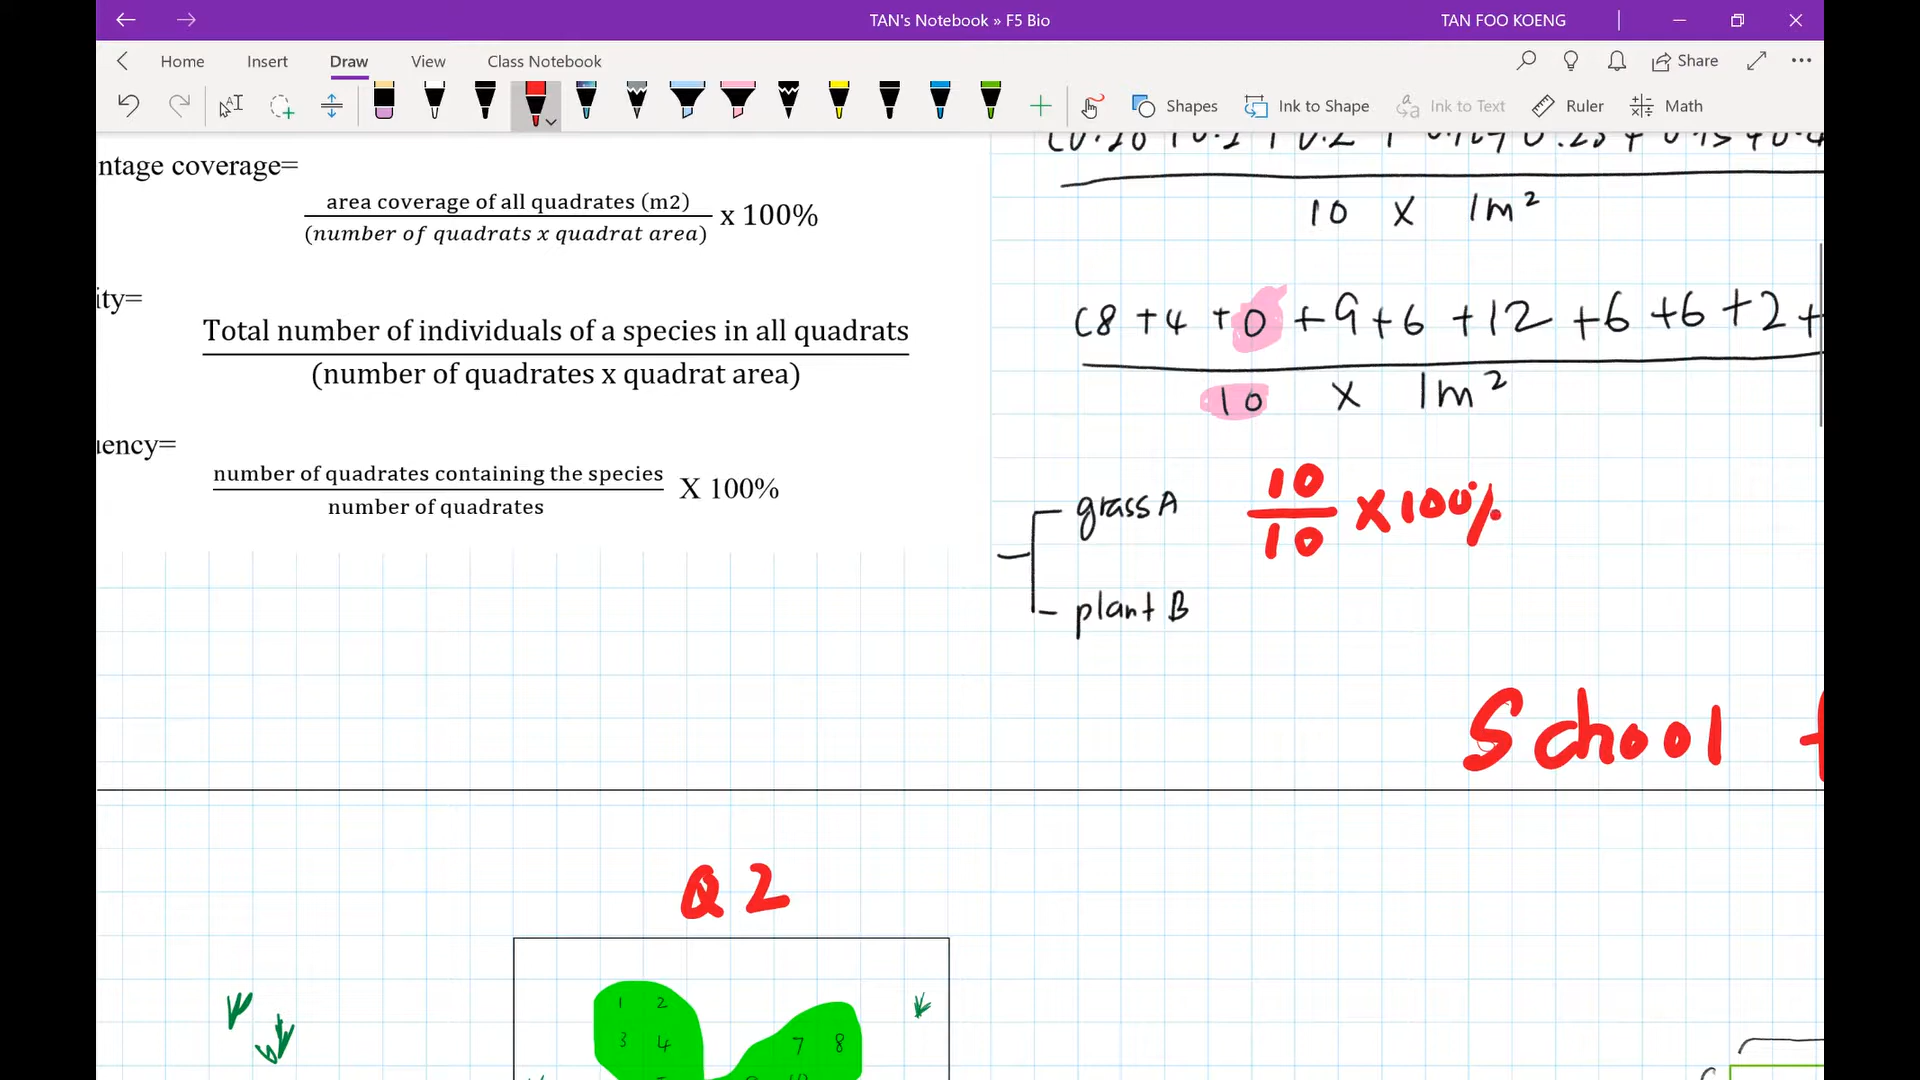 TAN's Notebook » F5 Bio
TAN FOO KOENG
Home Insert Draw View Class Notebook
Share
Shapes Ink to Shape Ink to Text Ruler Math
ntage coverage=
area coverage of all quadrates (m2)
(number of quadrats x quadrat area)
x 100%
ity=
Total number of individuals of a species in all quadrats
(number of quadrates x quadrat area)
uency=
number of quadrates containing the species
number of quadrates
X 100%
10 x 1m²
(8 + 4 + 0 + 9 + 6 + 12 + 6 + 6 + 2 +
10 x 1m²
grass A
10
10
x 100%
plant B
School
Q2
1 2
3 4
7 8